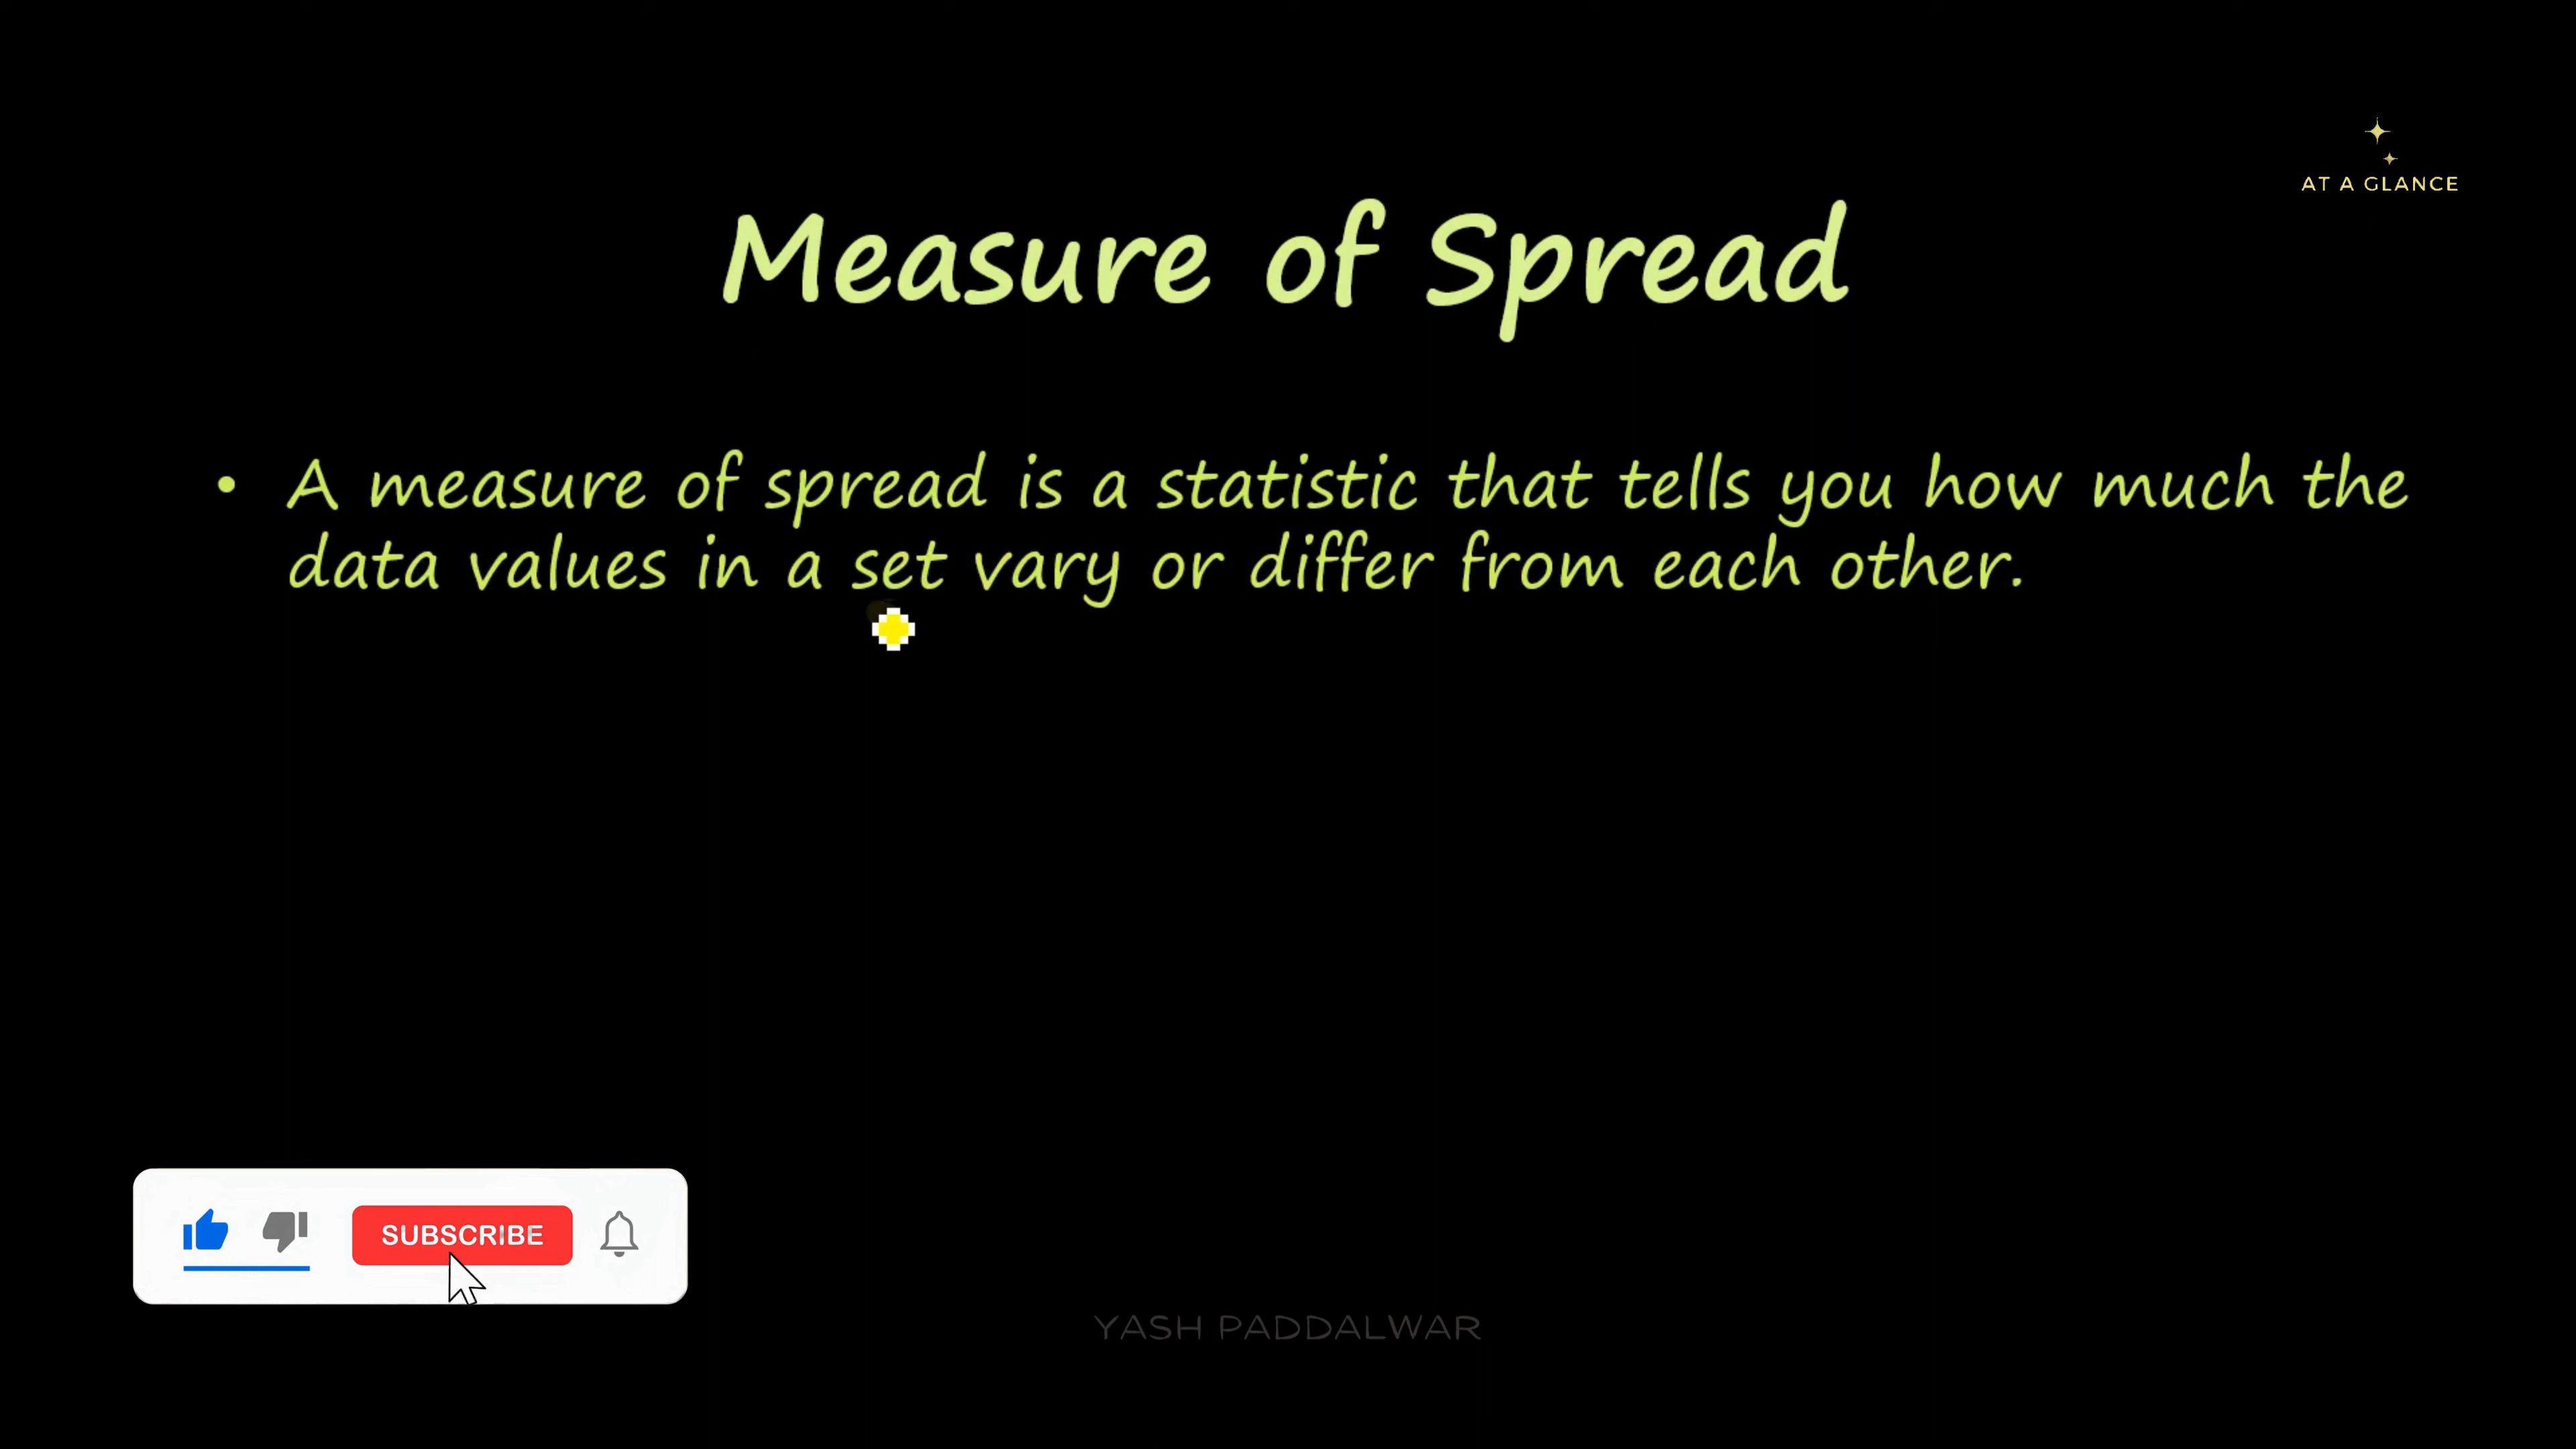 AT A GLANCE
Measure of Spread
• A measure of spread is a statistic that tells you how much the
data values in a set vary or differ from each other.
SUBSCRIBE
YASH PADDALWAR